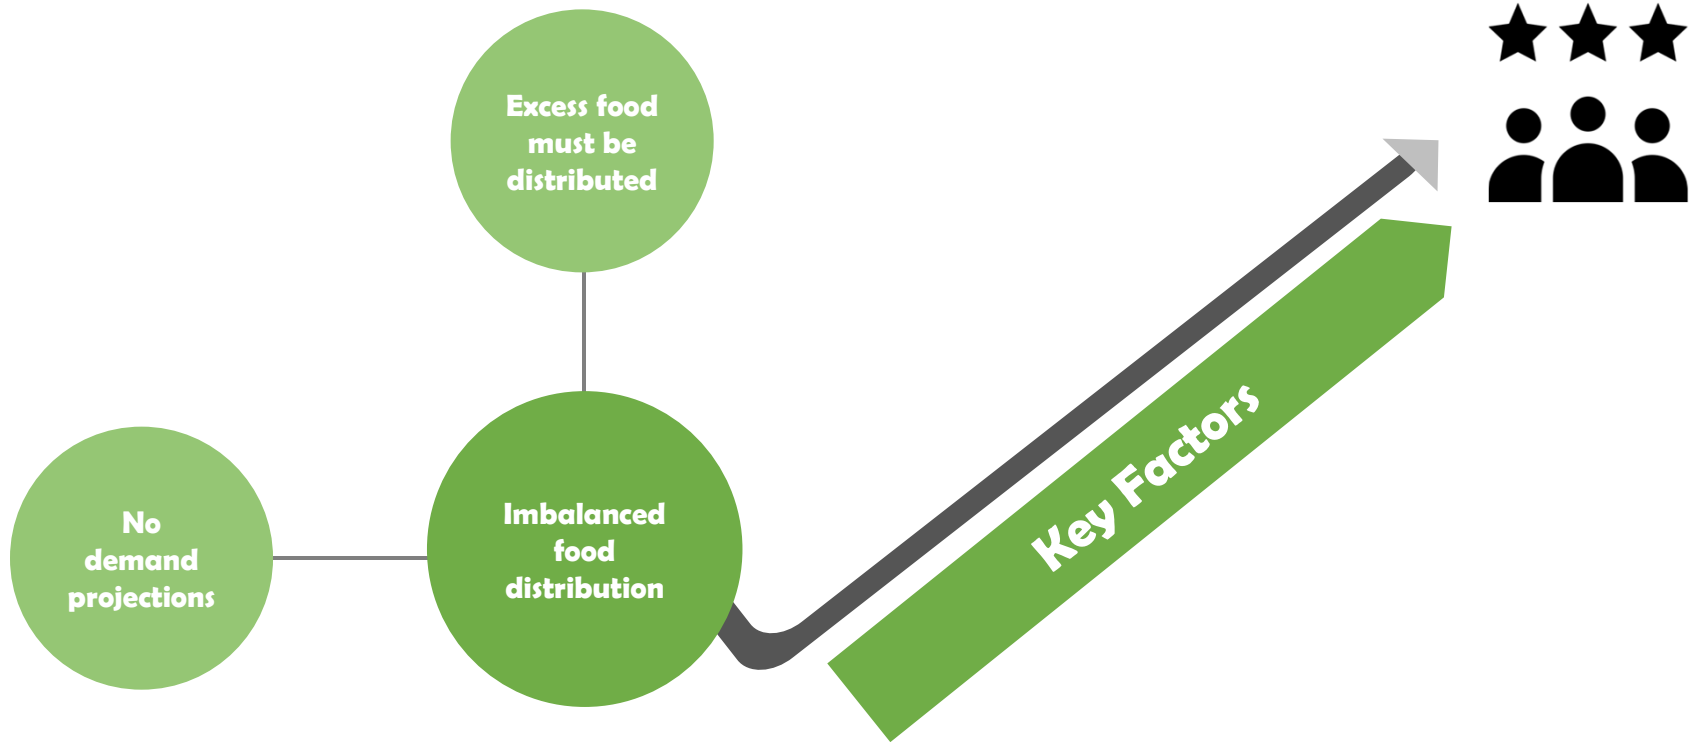 Excess food
must be
distributed
No
demand
projections
Imbalanced
food
distribution
Key Factors